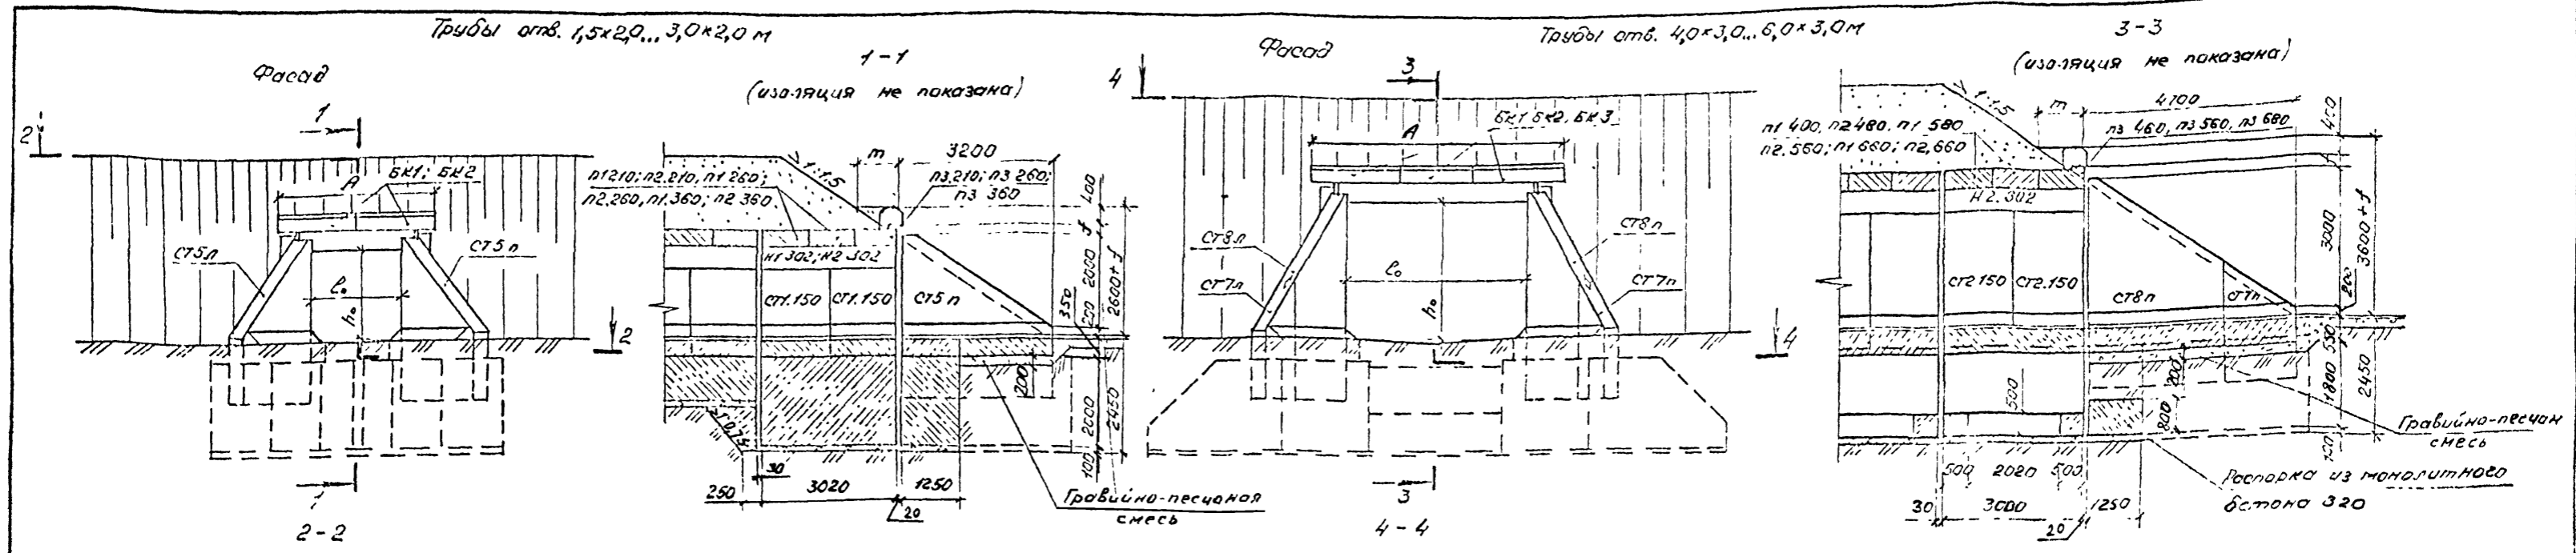 Трубы отв. 1,5×2,0... 3,0×2,0 м
Фасад
1
2
А
БК1; БК2
СТ5л
СТ5п
l₀
h₀
2
1
2-2
1-1
(изоляция не показана)
1:1,5
m
3200
п1 210; п2.210, п1 260;
п2.260, п1.360; п2 360
п3,210; п3 260;
п3 360
Н1 302; Н2 302
СТ1.150
СТ1.150
СТ5п
400
f
2000
200
2600+f
350
200
2000
100
2450
30
250
3020
1250
20
Гравийно-песчаная
смесь
Трубы отв. 4,0×3,0... 6,0×3,0м
Фасад
3
4
А
БК1 БК2, БК3
СТ8л
СТ7л
СТ8п
СТ7п
l₀
h₀
4
3
4-4
3-3
(изоляция не показана)
1:1,5
m
4700
п1 400, п2 480, п1 580
п2.560; п1 660; п2,660
п3 460, п3 560, п3 680
Н2.302
СТ2 150
СТ2.150
СТ8п
СТ7п
400
3000
3600+f
200
550
1800
2450
100
200
500
800
500
2020
500
30
3000
1250
20
Гравийно-песчан
смесь
Распорка из монолитного
бетона 320